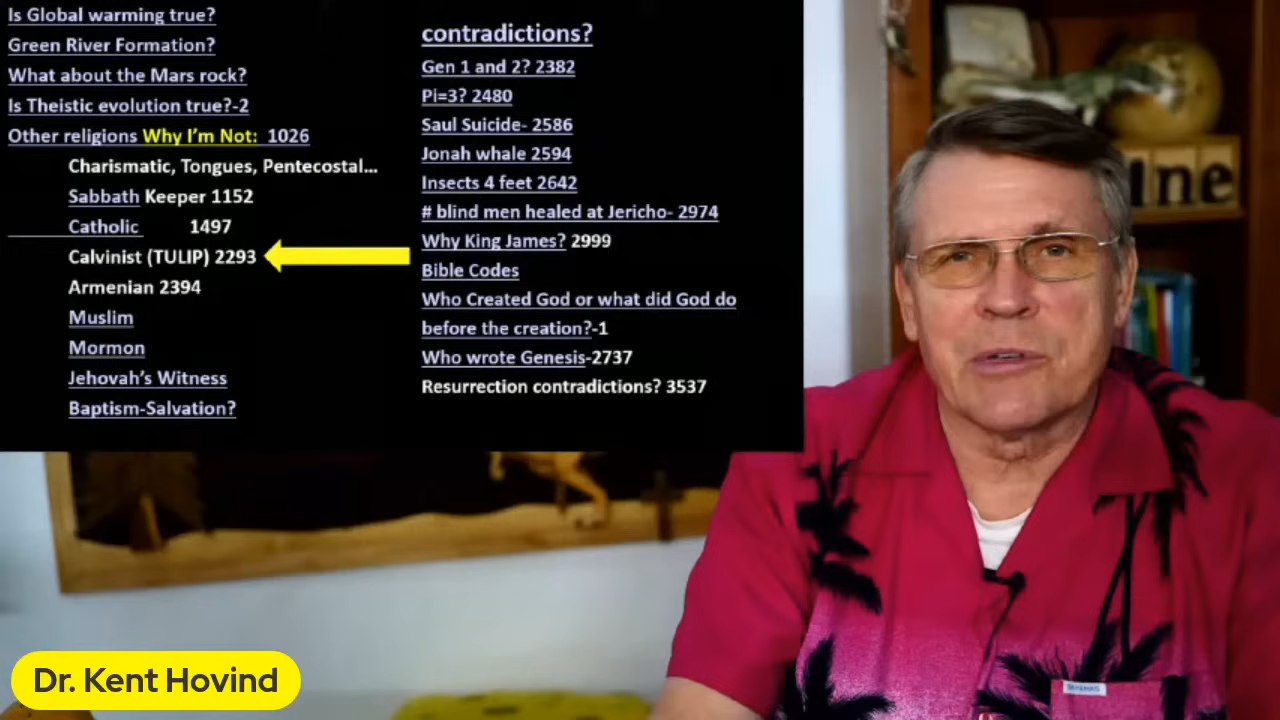 Is Global warming true?
Green River Formation?
What about the Mars rock?
Is Theistic evolution true?-2
Other religions Why I'm Not: 1026
Charismatic, Tongues, Pentecostal...
Sabbath Keeper 1152
Catholic 1497
Calvinist (TULIP) 2293
Armenian 2394
Muslim
Mormon
Jehovah's Witness
Baptism-Salvation?
contradictions?
Gen 1 and 2? 2382
Pi=3? 2480
Saul Suicide- 2586
Jonah whale 2594
Insects 4 feet 2642
# blind men healed at Jericho- 2974
Why King James? 2999
Bible Codes
Who Created God or what did God do
before the creation?-1
Who wrote Genesis-2737
Resurrection contradictions? 3537
Dr. Kent Hovind